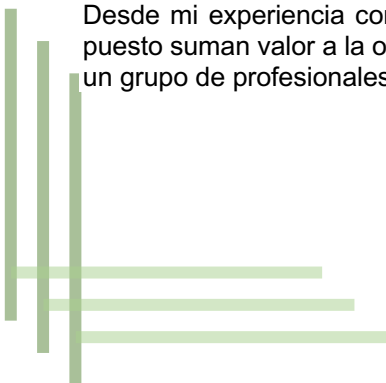 Desde mi experiencia
puesto suman valor a la
un grupo de profesionales